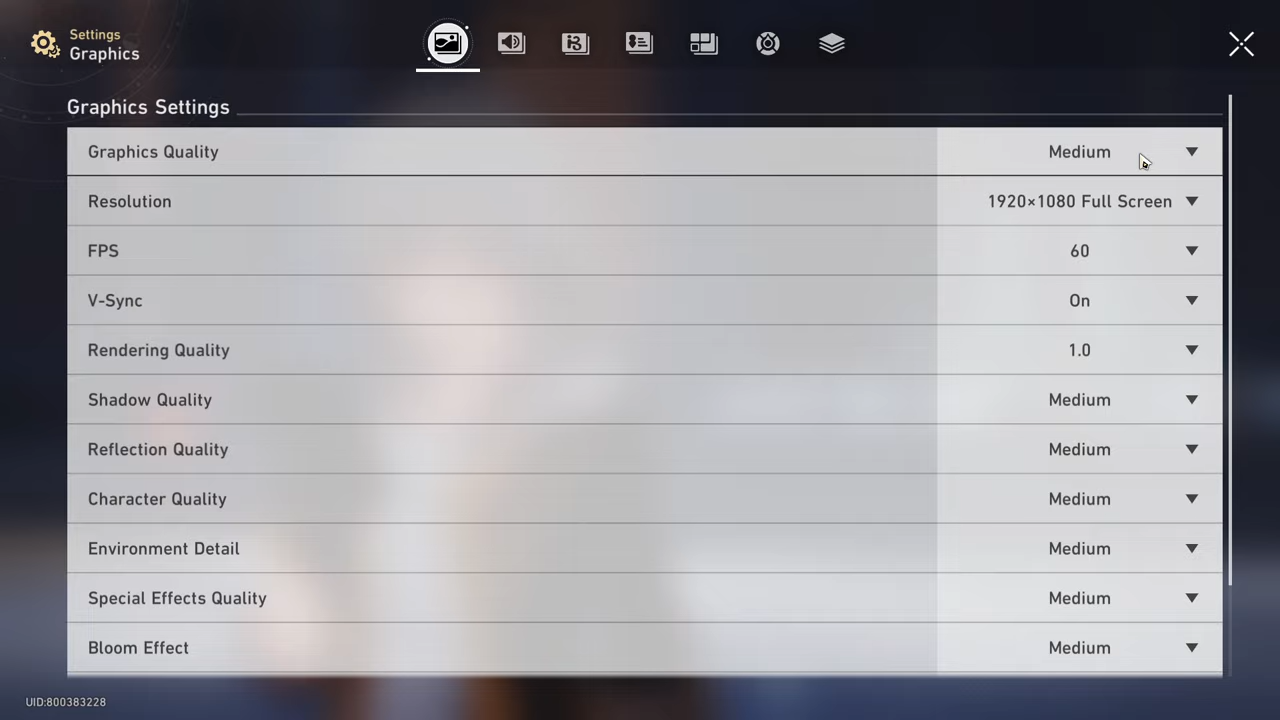 Settings
Graphics
Graphics Settings
Graphics Quality Medium
Resolution 1920×1080 Full Screen
FPS 60
V-Sync On
Rendering Quality 1.0
Shadow Quality Medium
Reflection Quality Medium
Character Quality Medium
Environment Detail Medium
Special Effects Quality Medium
Bloom Effect Medium
UID:800383228